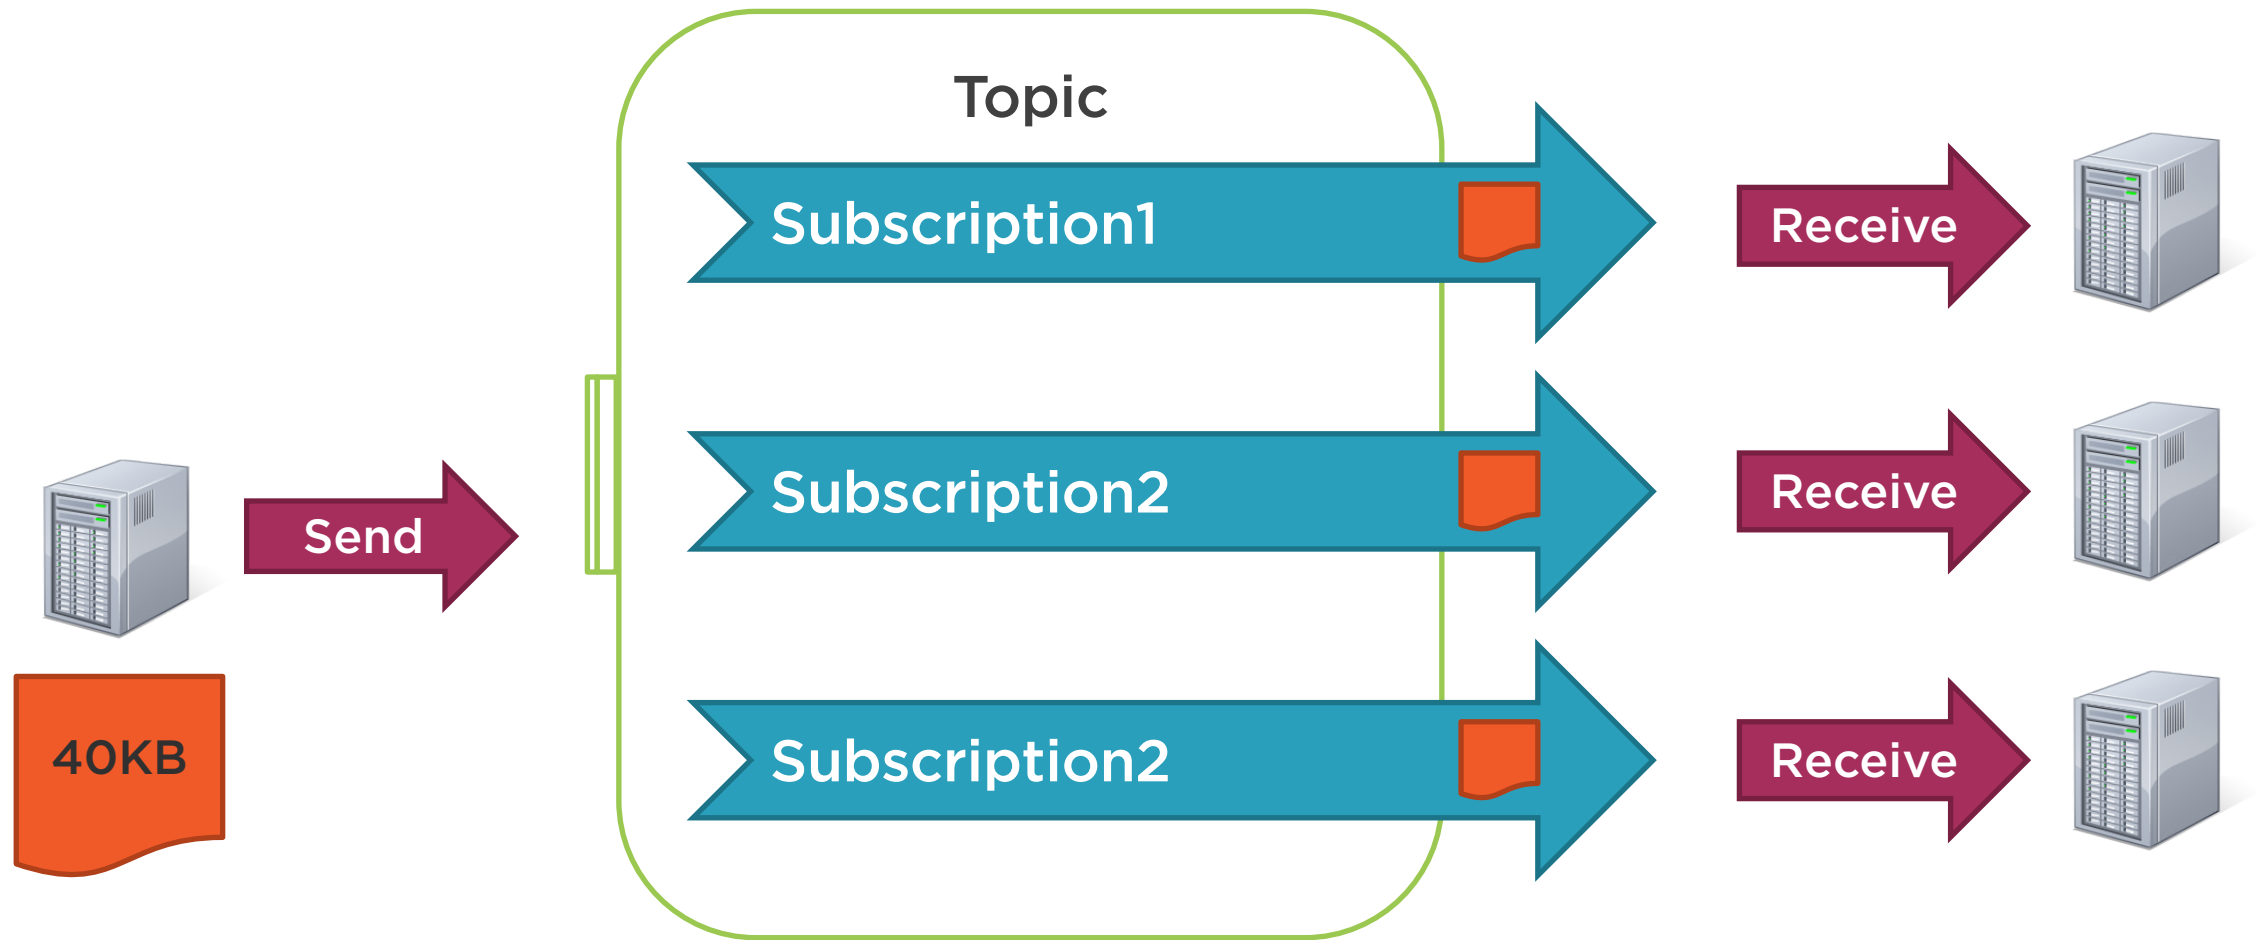 Topic
Subscription1
Receive
Subscription2
Receive
Send
Subscription2
Receive
40KB